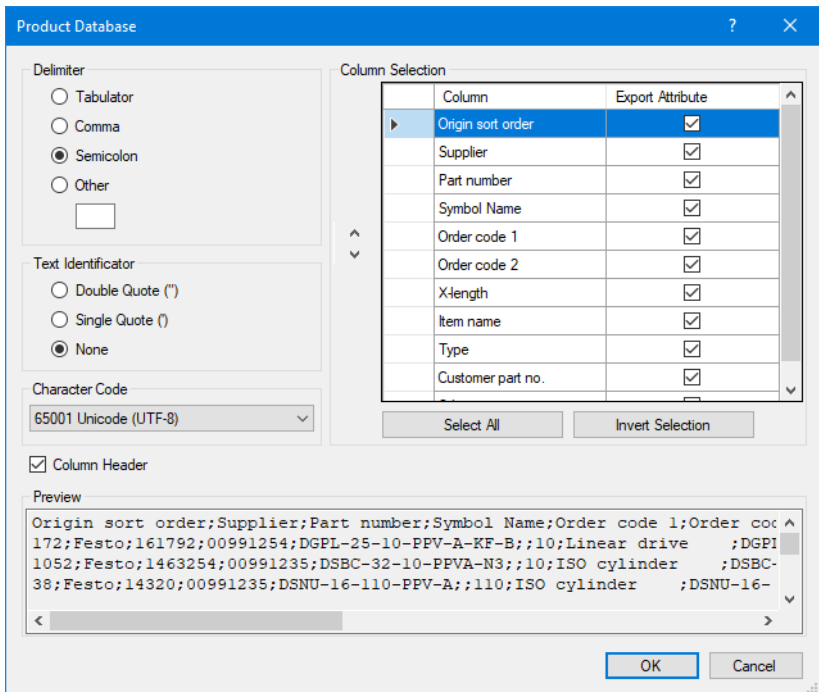 Product Database
?
Delimiter
Tabulator
Comma
Semicolon
Other
Text Identificator
Double Quote (")
Single Quote (')
None
Character Code
65001 Unicode (UTF-8)
Column Header
Column Selection
Column Export Attribute
Origin sort order
Supplier
Part number
Symbol Name
Order code 1
Order code 2
X-length
Item name
Type
Customer part no.
Select All Invert Selection
Preview
Origin sort order;Supplier;Part number;Symbol Name;Order code 1;Order
172;Festo;161792;00991254;DGPL-25-10-PPV-A-KF-B;;10;Linear drive ;DGPL
1052;Festo;1463254;00991235;DSBC-32-10-PPVA-N3;;10;ISO cylinder ;DSBC-
38;Festo;14320;00991235;DSNU-16-110-PPV-A;;110;ISO cylinder ;DSNU-16-
OK Cancel